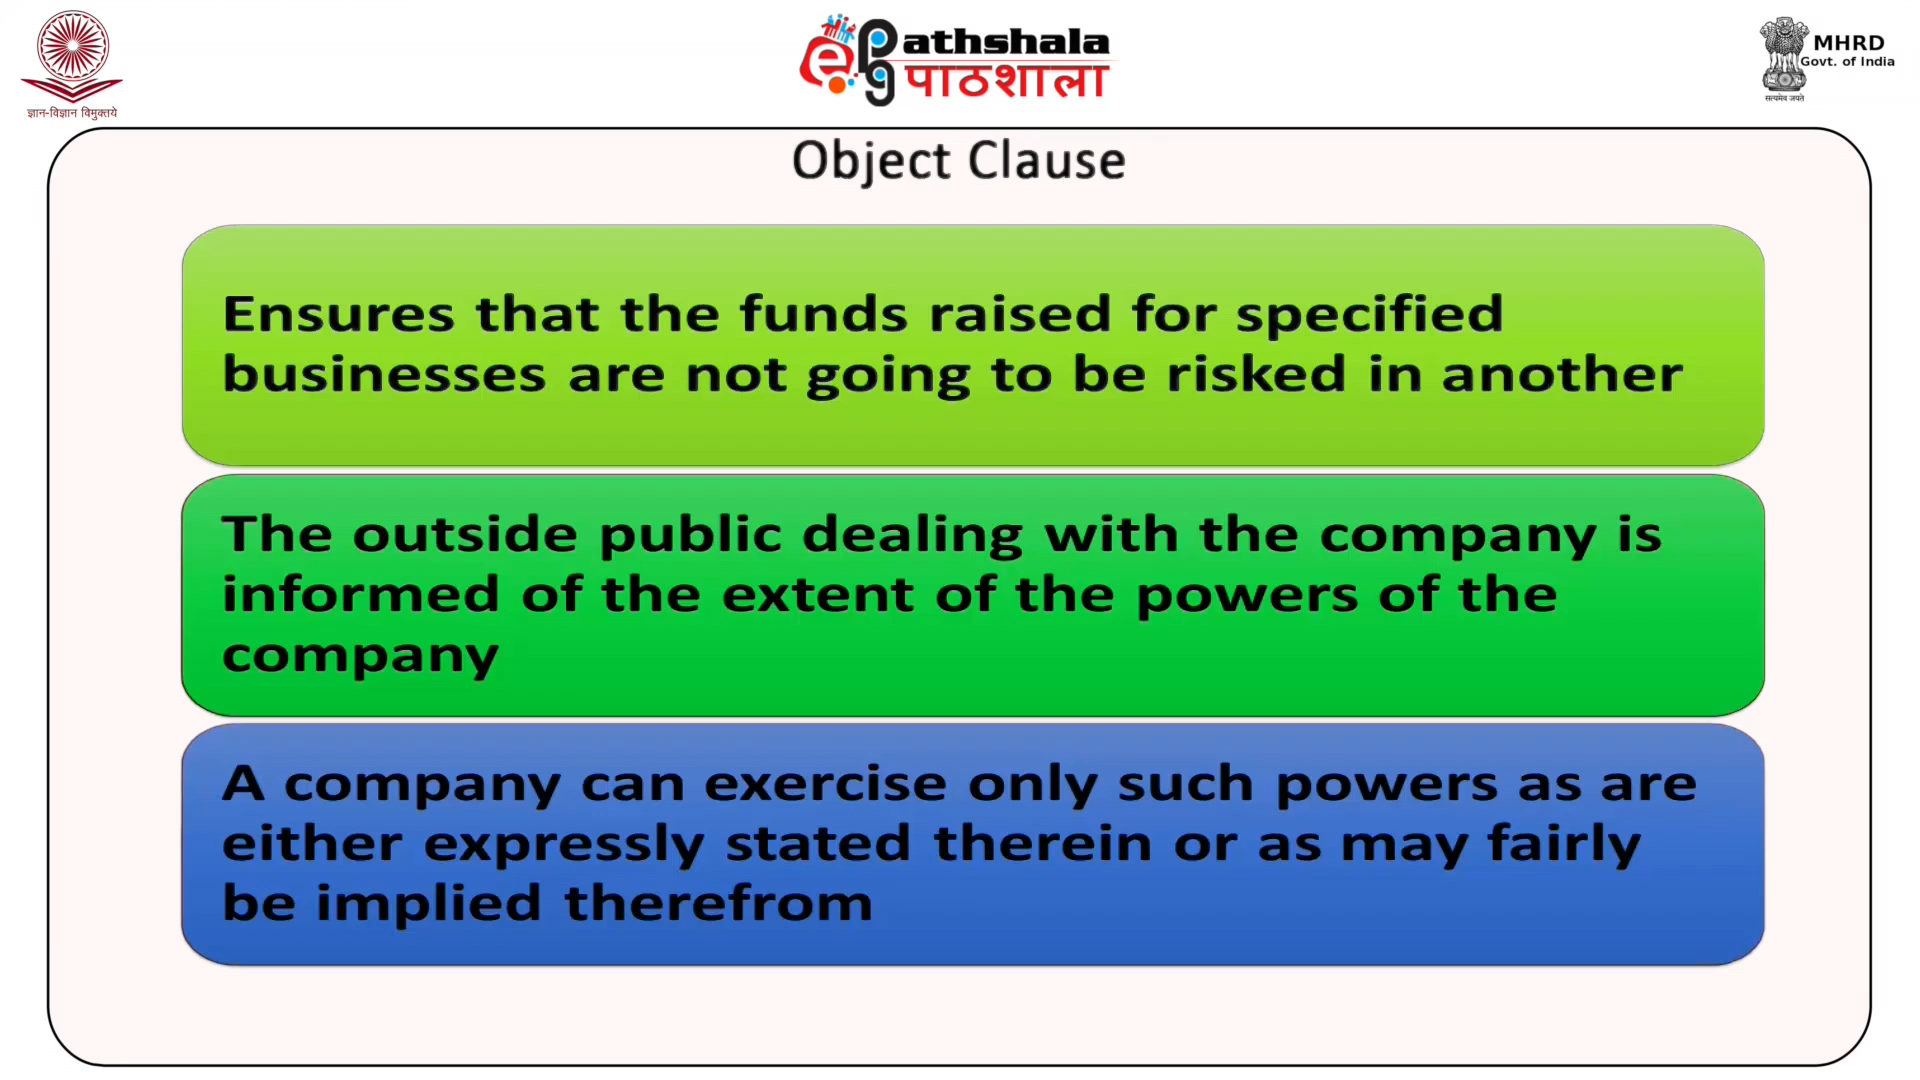 ज्ञान-विज्ञान विमुक्तये
e PG athshala
पाठशाला
MHRD
Govt. of India
सत्यमेव जयते
Object Clause
Ensures that the funds raised for specified
businesses are not going to be risked in another
The outside public dealing with the company is
informed of the extent of the powers of the
company
A company can exercise only such powers as are
either expressly stated therein or as may fairly
be implied therefrom